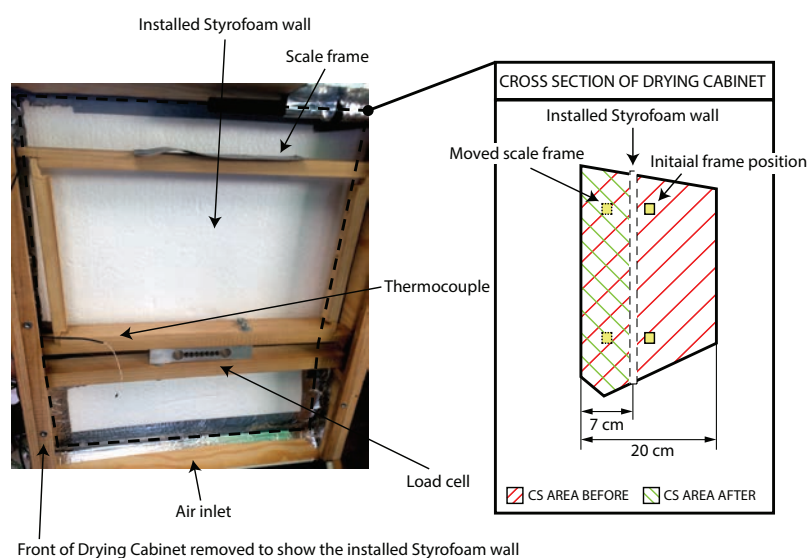 Installed Styrofoam wall
Scale frame
CROSS SECTION OF DRYING CABINET
Installed Styrofoam wall
Moved scale frame
Initaial frame position
Thermocouple
7 cm
20 cm
Load cell
Air inlet
CS AREA BEFORE
CS AREA AFTER
Front of Drying Cabinet removed to show the installed Styrofoam wall